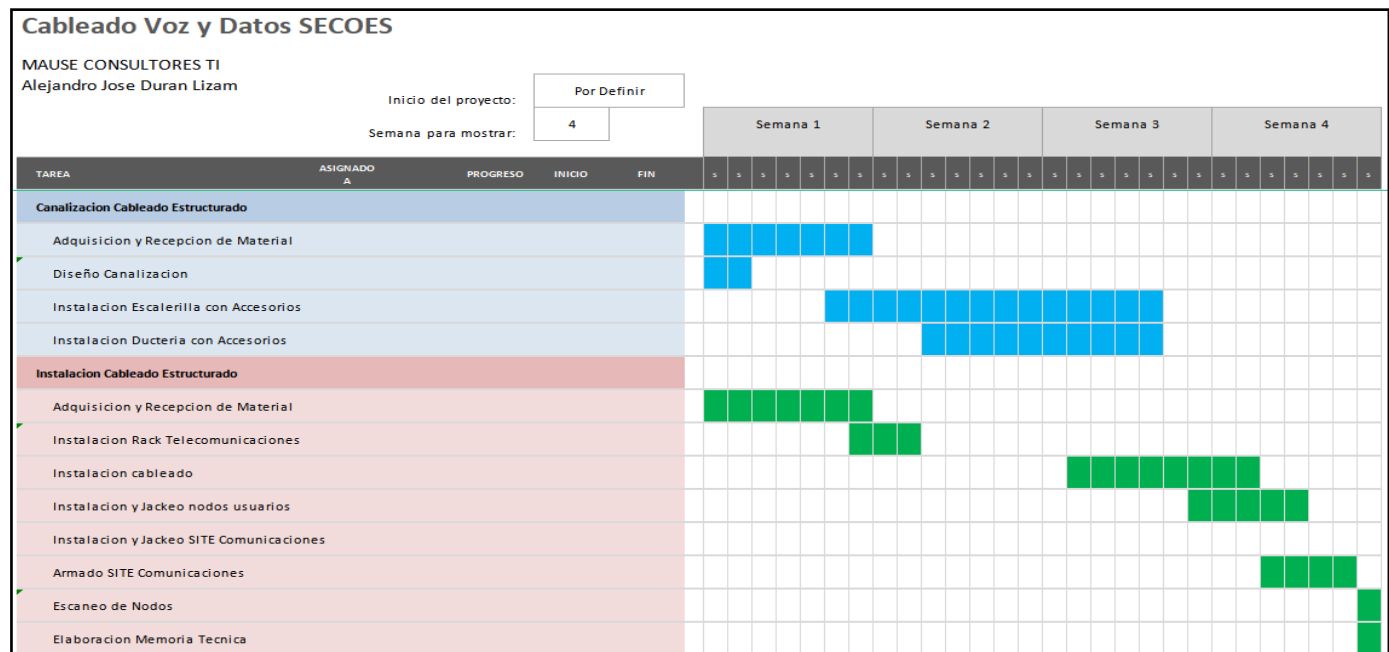 Cableado Voz y Datos SECOES
MAUSE CONSULTORES TI
Alejandro Jose Duran Lizam
Inicio del proyecto: Por Definir
Semana para mostrar: 4
Semana 1 Semana 2 Semana 3 Semana 4
TAREA ASIGNADO A PROGRESO INICIO FIN s s s s s s s s s s s s s s s s s s s s s s s s s s s s
Canalizacion Cableado Estructurado
Adquisicion y Recepcion de Material
Diseño Canalizacion
Instalacion Escalerilla con Accesorios
Instalacion Ducteria con Accesorios
Instalacion Cableado Estructurado
Adquisicion y Recepcion de Material
Instalacion Rack Telecomunicaciones
Instalacion cableado
Instalacion y Jackeo nodos usuarios
Instalacion y Jackeo SITE Comunicaciones
Armado SITE Comunicaciones
Escaneo de Nodos
Elaboracion Memoria Tecnica